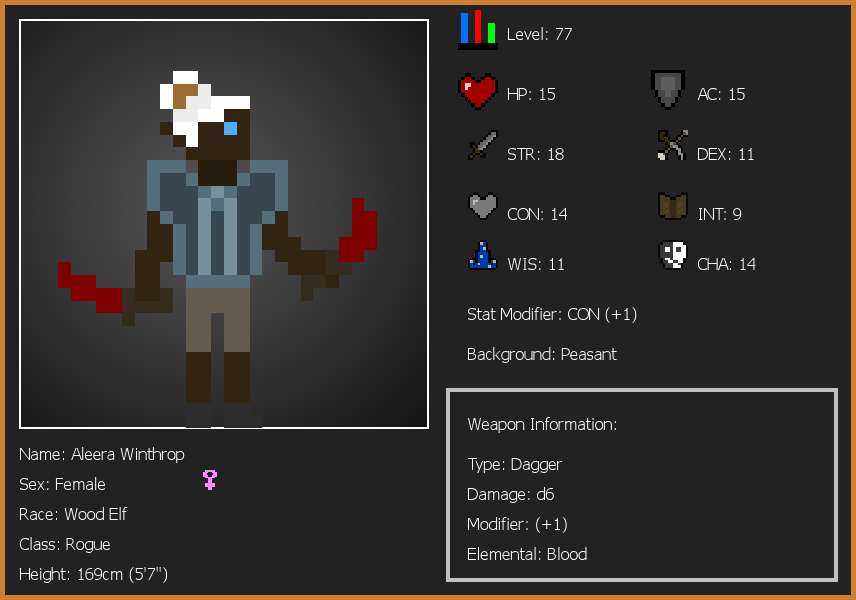 Level: 77
HP: 15
AC: 15
STR: 18
DEX: 11
CON: 14
INT: 9
WIS: 11
CHA: 14
Stat Modifier: CON (+1)
Background: Peasant
Weapon Information:
Type: Dagger
Damage: d6
Modifier: (+1)
Elemental: Blood
Name: Aleera Winthrop
Sex: Female
Race: Wood Elf
Class: Rogue
Height: 169cm (5'7")